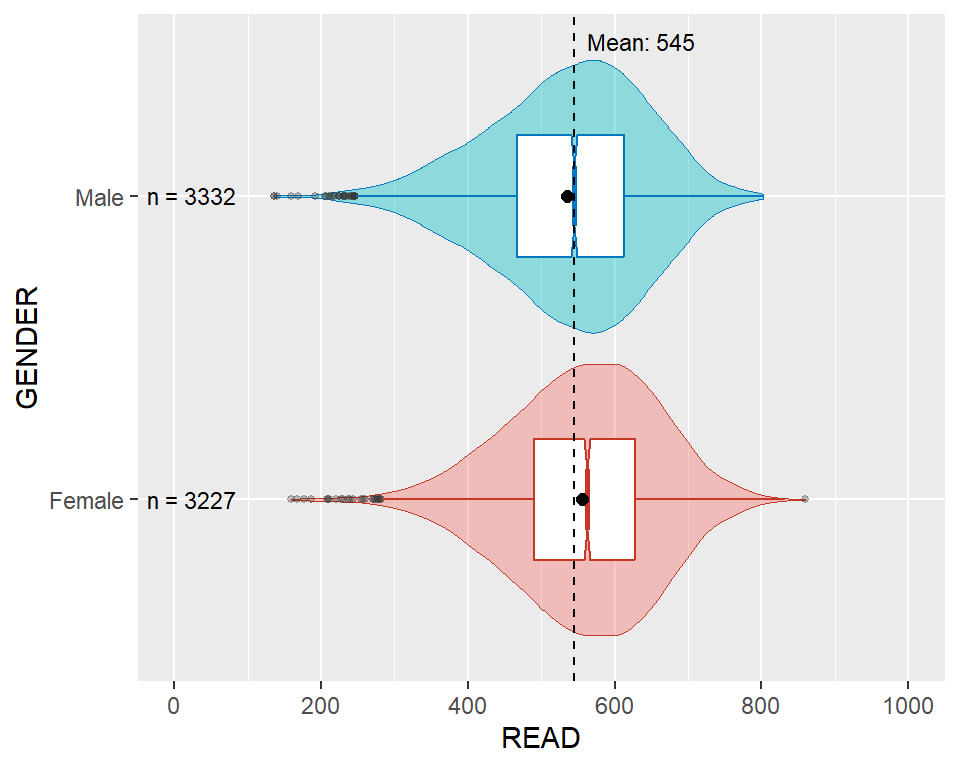 Mean: 545
Male
n = 3332
GENDER
Female
n = 3227
0 200 400 600 800 1000
READ